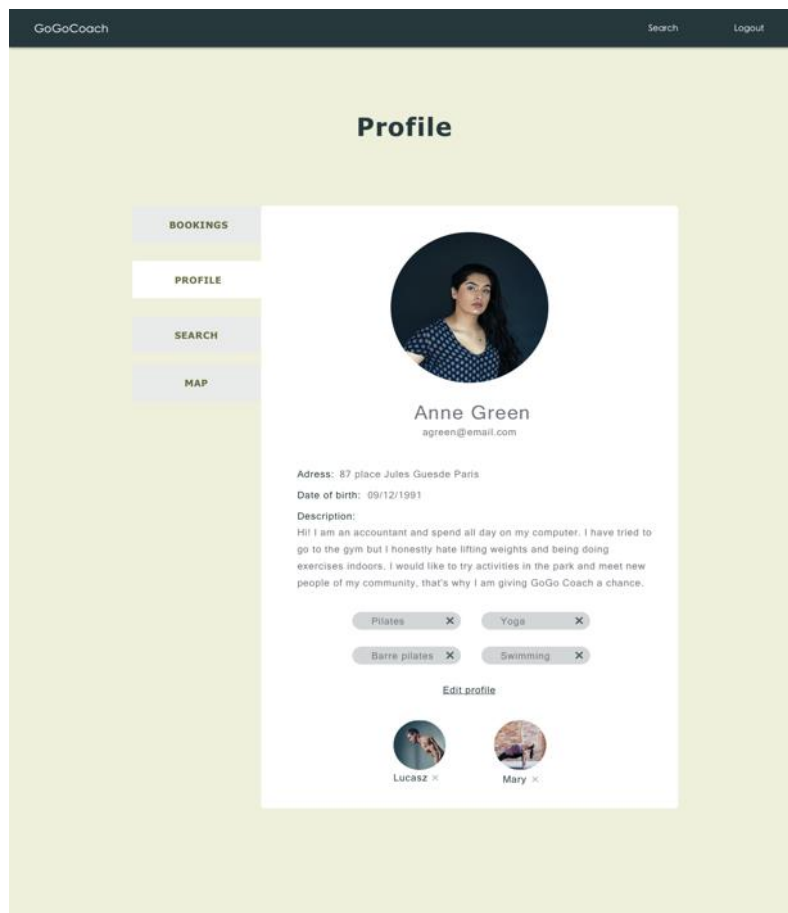 GoGoCoach
Search
Logout
Profile
BOOKINGS
PROFILE
SEARCH
MAP
Anne Green
agreen@email.com
Adress: 87 place Jules Guesde Paris
Date of birth: 09/12/1991
Description:
Hi! I am an accountant and spend all day on my computer. I have tried to
go to the gym but I honestly hate lifting weights and being doing
exercises indoors. I would like to try activities in the park and meet new
people of my community, that's why I am giving GoGo Coach a chance.
Pilates ✕ Yoga ✕
Barre pilates ✕ Swimming ✕
Edit profile
Lucasz ✕
Mary ✕